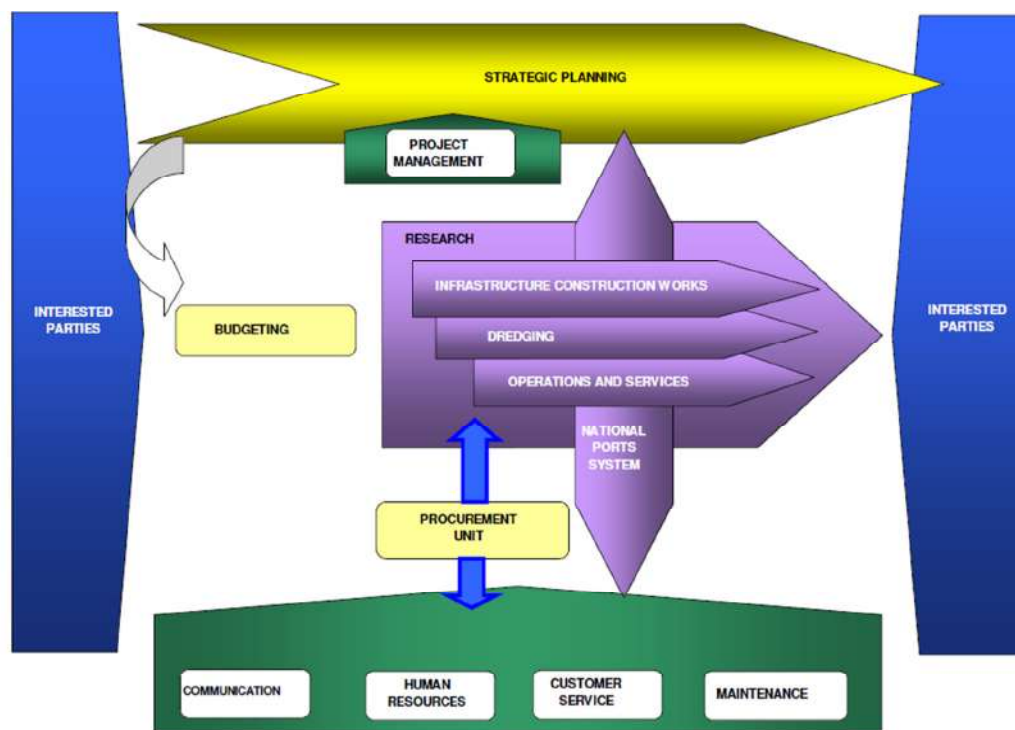 STRATEGIC PLANNING
PROJECT
MANAGEMENT
RESEARCH
INFRASTRUCTURE CONSTRUCTION WORKS
INTERESTED
PARTIES
BUDGETING
DREDGING
INTERESTED
PARTIES
OPERATIONS AND SERVICES
NATIONAL
PORTS
SYSTEM
PROCUREMENT
UNIT
COMMUNICATION
HUMAN
RESOURCES
CUSTOMER
SERVICE
MAINTENANCE